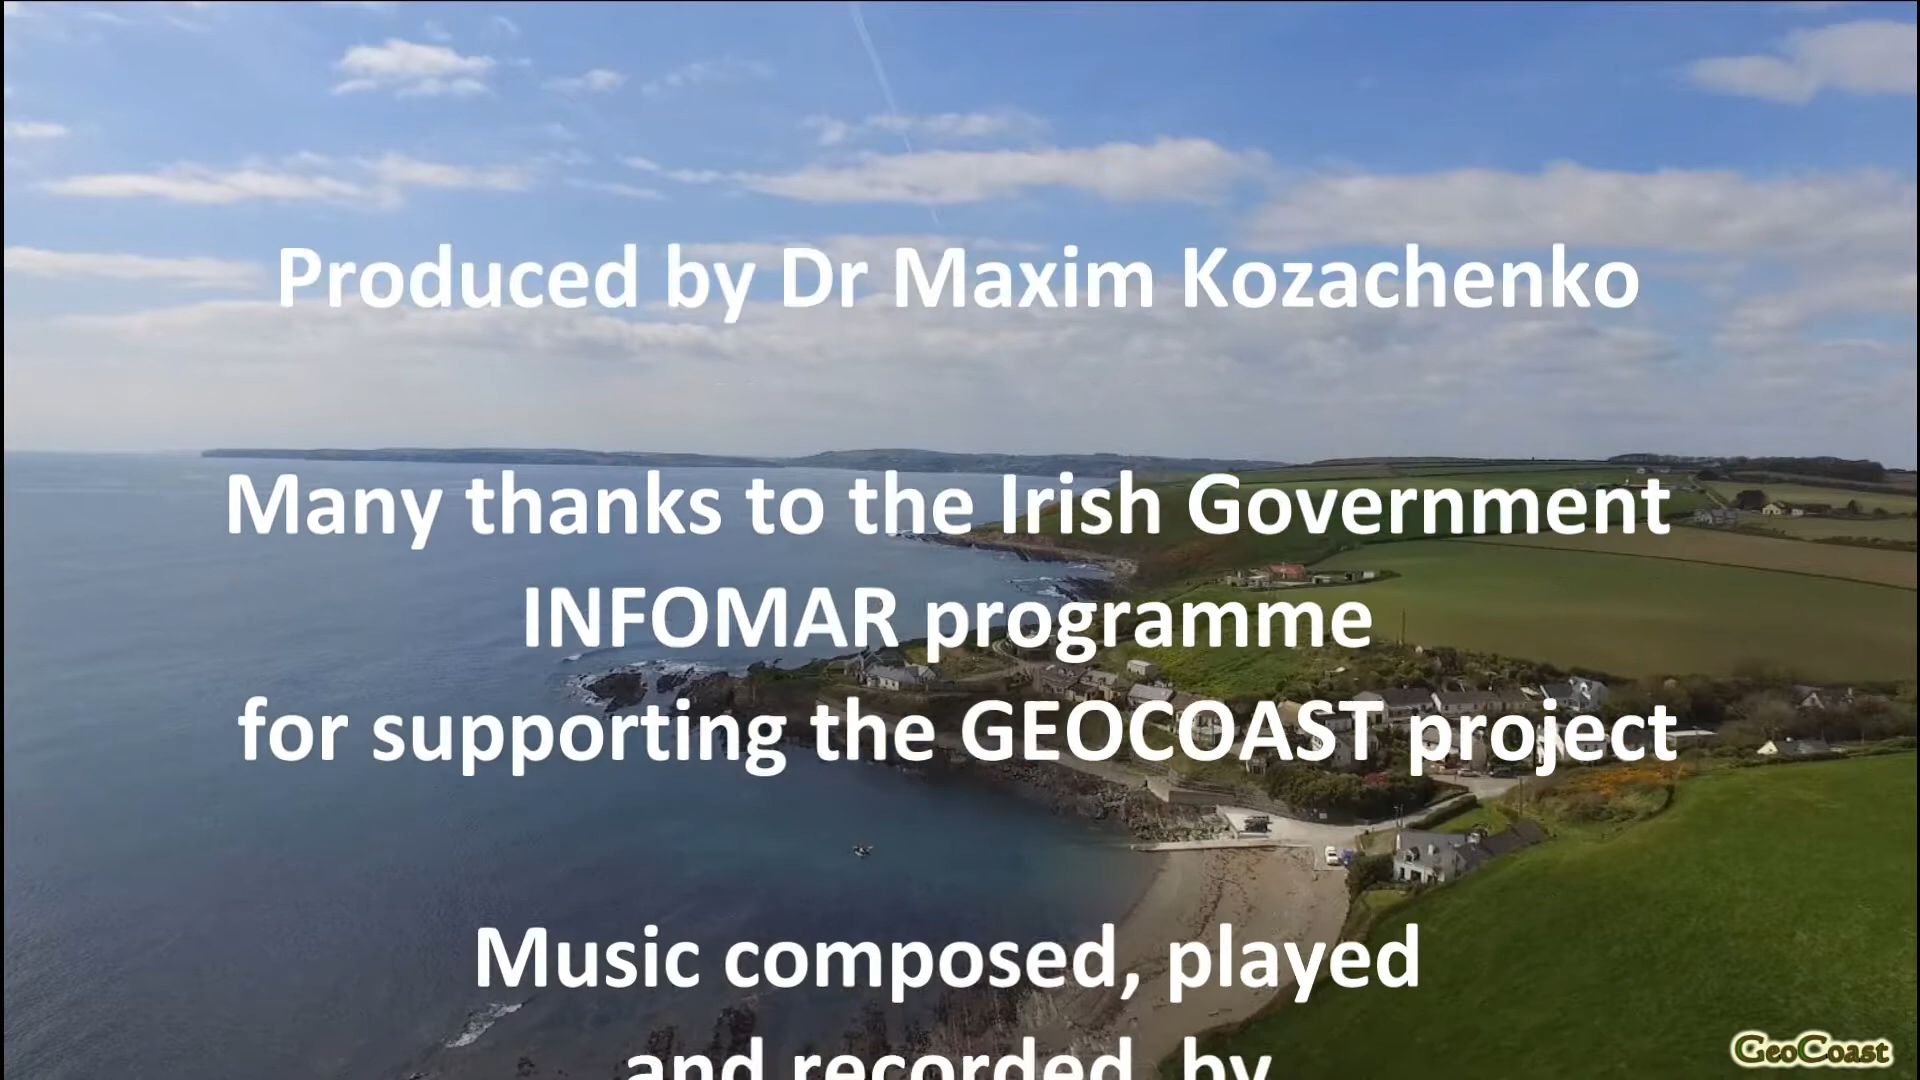 Produced by Dr Maxim Kozachenko
Many thanks to the Irish Government
INFOMAR programme
for supporting the GEOCOAST project
Music composed, played
and recorded by
GeoCoast